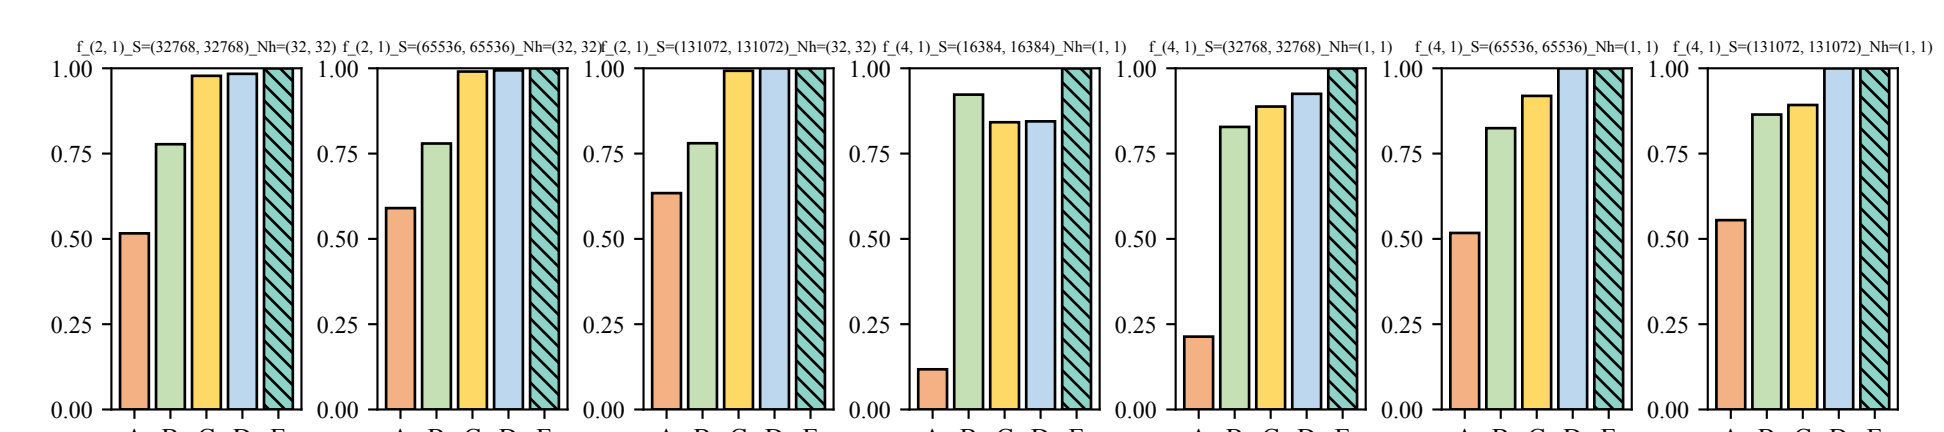 f_(2, 1)_S=(32768, 32768)_Nh=(32, 32)
f_(2, 1)_S=(65536, 65536)_Nh=(32, 32)
f_(2, 1)_S=(131072, 131072)_Nh=(32, 32)
f_(4, 1)_S=(16384, 16384)_Nh=(1, 1)
f_(4, 1)_S=(32768, 32768)_Nh=(1, 1)
f_(4, 1)_S=(65536, 65536)_Nh=(1, 1)
f_(4, 1)_S=(131072, 131072)_Nh=(1, 1)
1.00 1.00 1.00 1.00 1.00 1.00 1.00
0.75 0.75 0.75 0.75 0.75 0.75 0.75
0.50 0.50 0.50 0.50 0.50 0.50 0.50
0.25 0.25 0.25 0.25 0.25 0.25 0.25
0.00 0.00 0.00 0.00 0.00 0.00 0.00